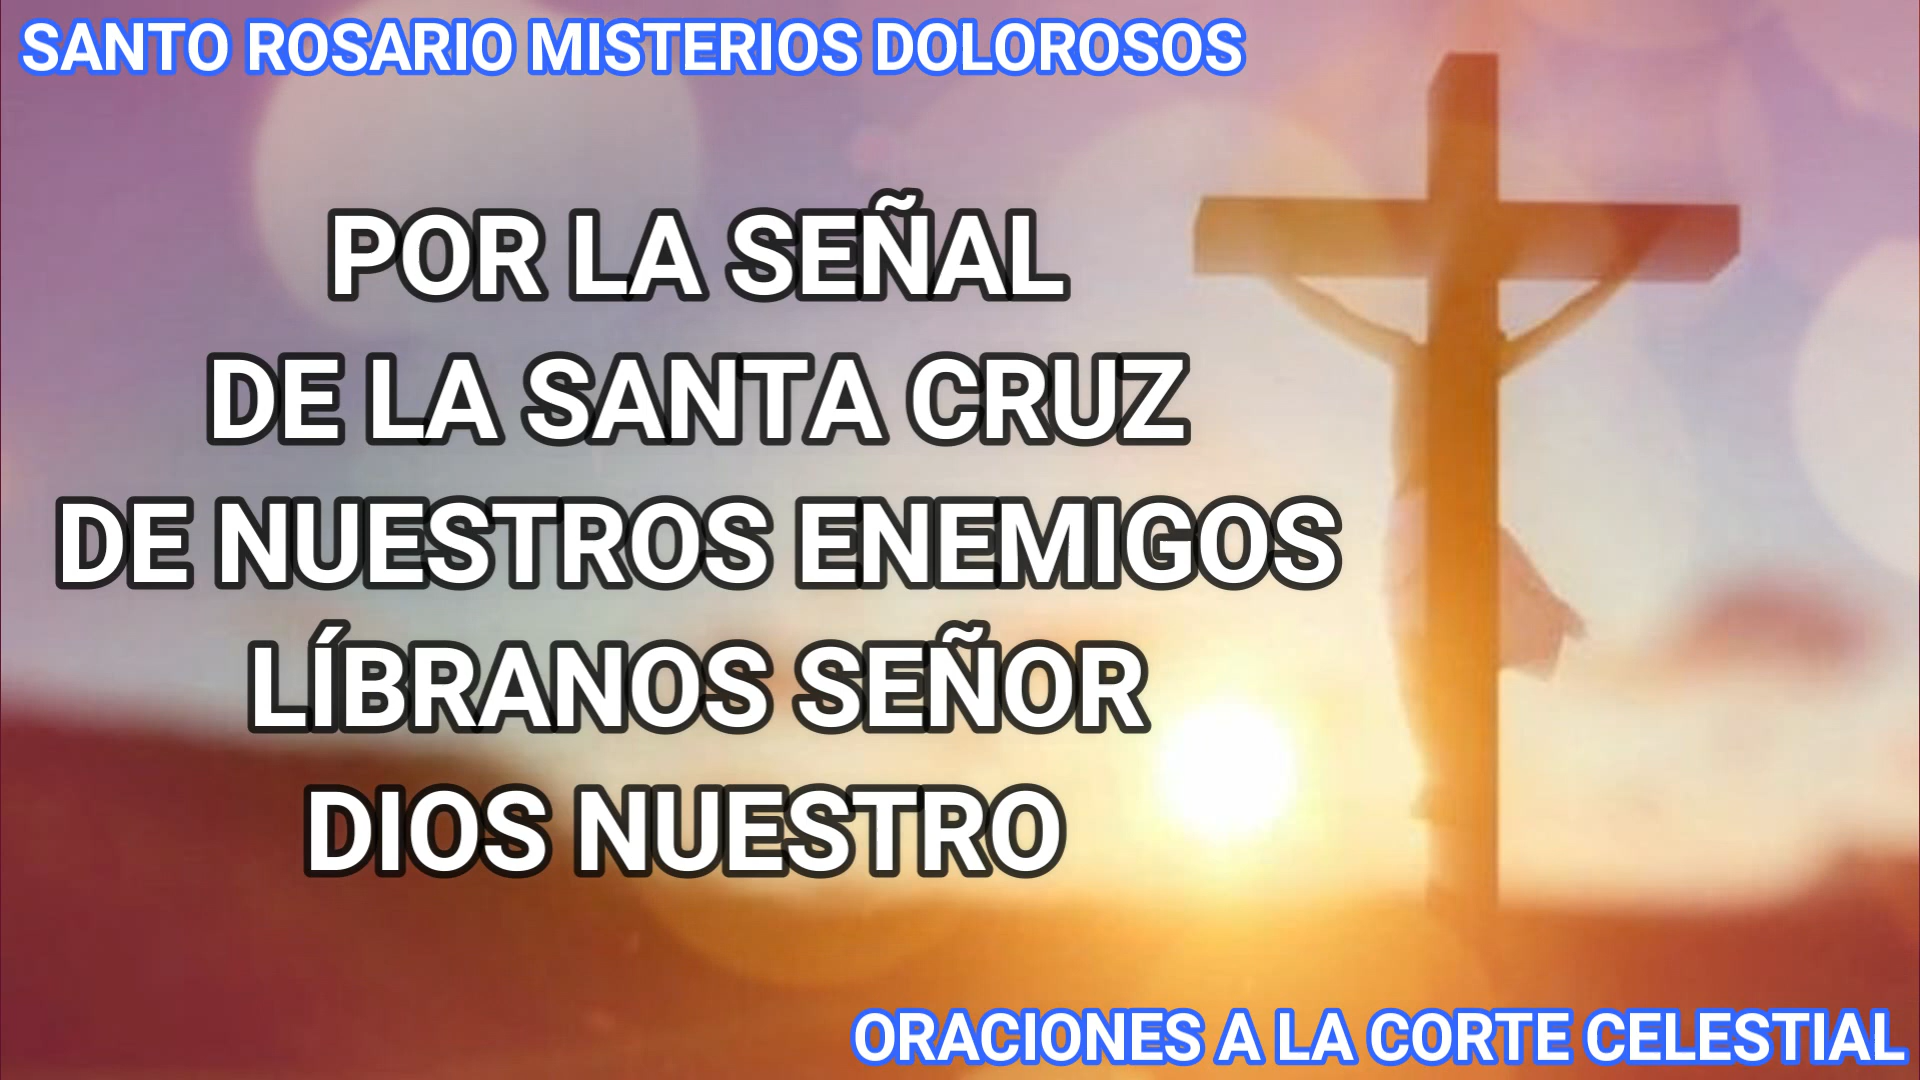 SANTO ROSARIO MISTERIOS DOLOROSOS
POR LA SEÑAL
DE LA SANTA CRUZ
DE NUESTROS ENEMIGOS
LÍBRANOS SEÑOR
DIOS NUESTRO
ORACIONES A LA CORTE CELESTIAL